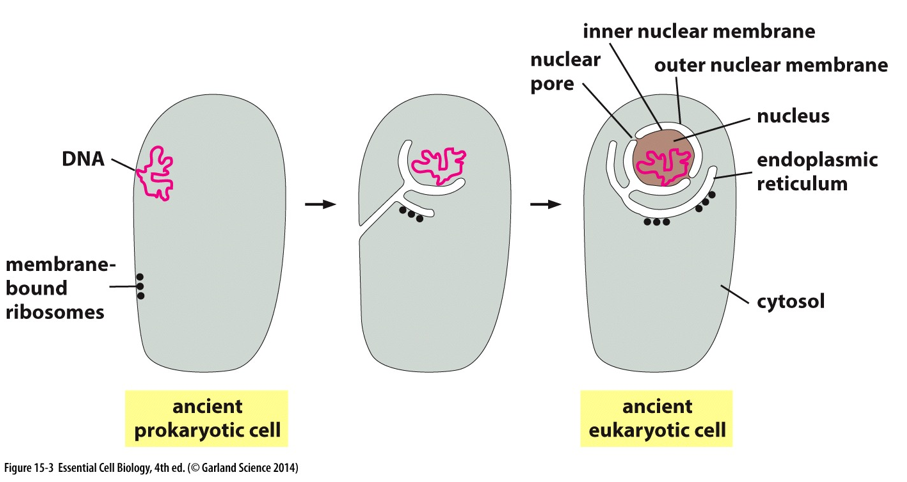 inner nuclear membrane
nuclear
pore
outer nuclear membrane
nucleus
DNA
endoplasmic
reticulum
membrane-
bound
ribosomes
cytosol
ancient
prokaryotic cell
ancient
eukaryotic cell
Figure 15-3 Essential Cell Biology, 4th ed. (© Garland Science 2014)